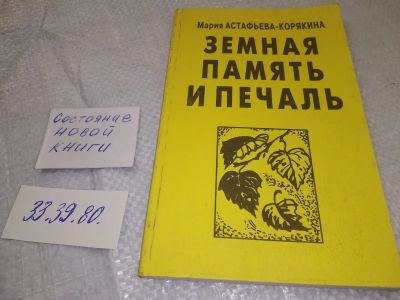 Мария АСТАФЬЕВА-КОРЯКИНА
ЗЕМНАЯ
ПАМЯТЬ
И ПЕЧАЛЬ
Состояние
новой
книги
33.39.80.